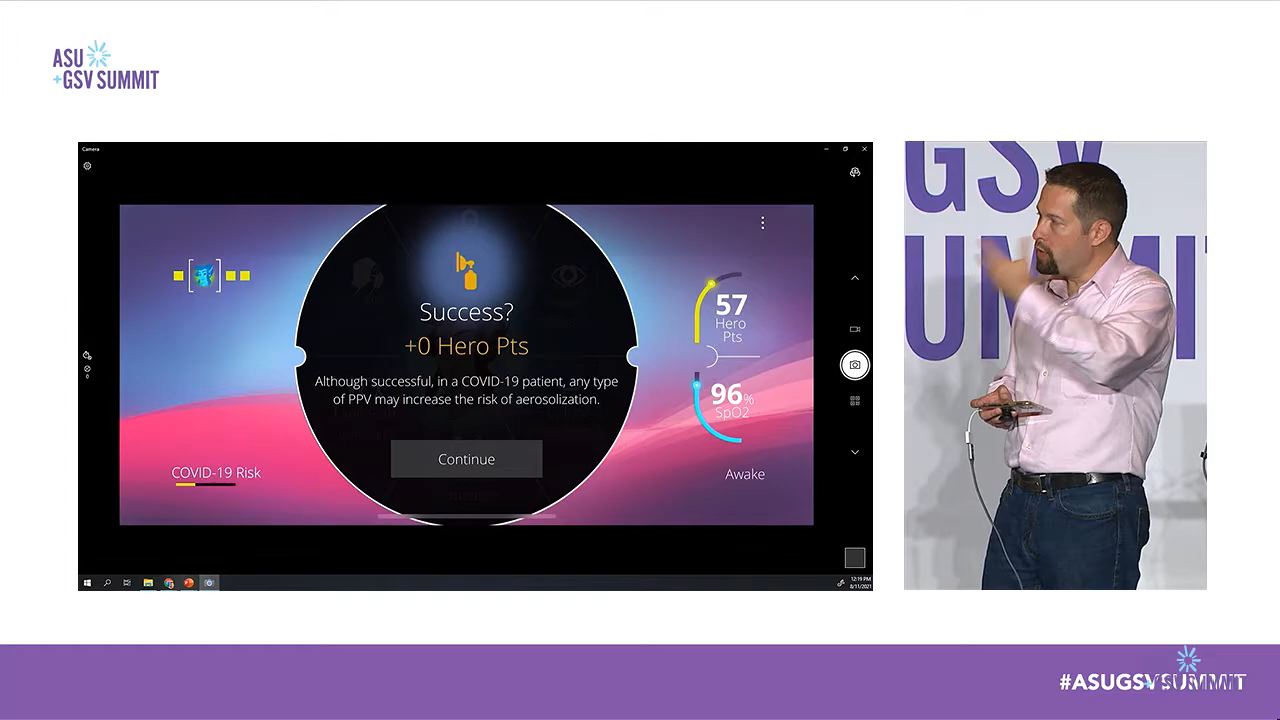 ASU
+GSV SUMMIT
Camera
Success?
+0 Hero Pts
Although successful, in a COVID-19 patient, any type
of PPV may increase the risk of aerosolization.
Continue
57
Hero
Pts
96%
SpO2
Awake
COVID-19 Risk
12:19 PM
8/11/2021
GSV
SUMMIT
#ASUGSVSUMMIT